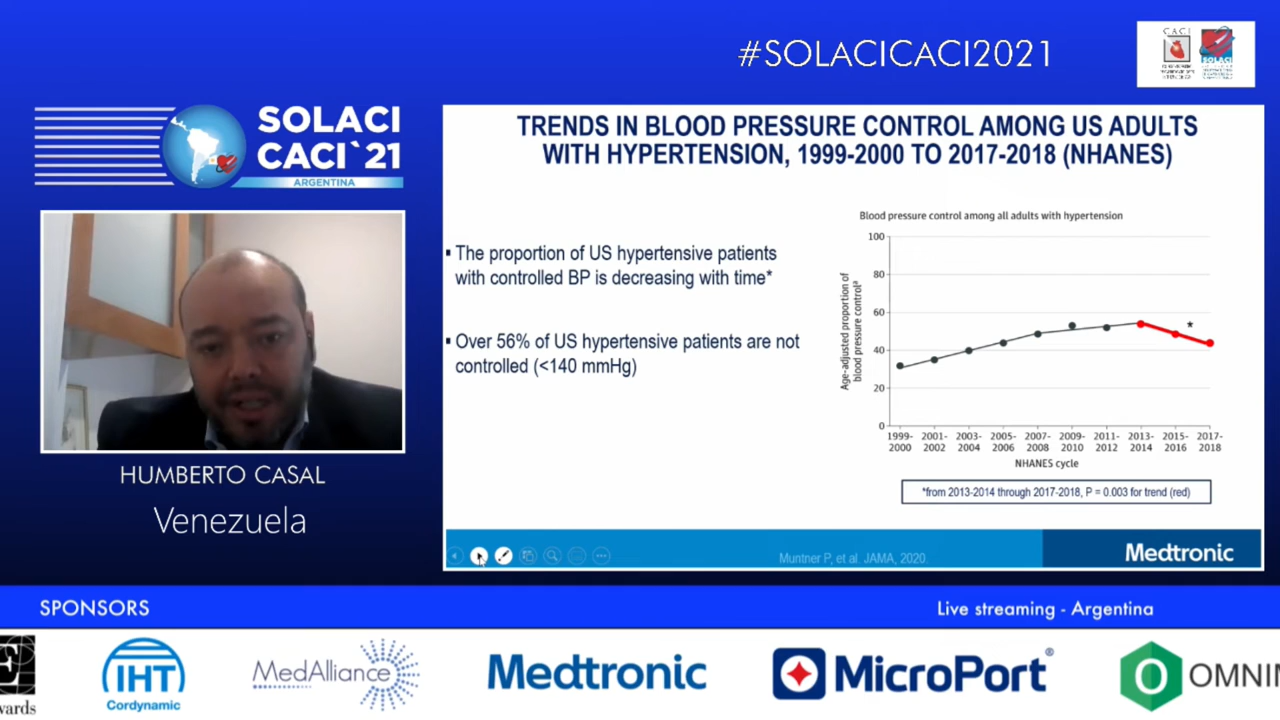 #SOLACICACI2021
CACI
SOLACI
SOLACI
CACI`21
ARGENTINA
HUMBERTO CASAL
Venezuela
TRENDS IN BLOOD PRESSURE CONTROL AMONG US ADULTS
WITH HYPERTENSION, 1999-2000 TO 2017-2018 (NHANES)
▪ The proportion of US hypertensive patients
with controlled BP is decreasing with time*
▪ Over 56% of US hypertensive patients are not
controlled (<140 mmHg)
Blood pressure control among all adults with hypertension
Age-adjusted proportion of
blood pressure controlª
100
80
60
40
20
0
*
1999- 2001- 2003- 2005- 2007- 2009- 2011- 2013- 2015- 2017-
2000 2002 2004 2006 2008 2010 2012 2014 2016 2018
NHANES cycle
*from 2013-2014 through 2017-2018, P = 0.003 for trend (red)
Muntner P, et al. JAMA, 2020.
Medtronic
SPONSORS
Live streaming - Argentina
E
wards
IHT
Cordynamic
MedAlliance
Medtronic
MicroPort®
OMNIN